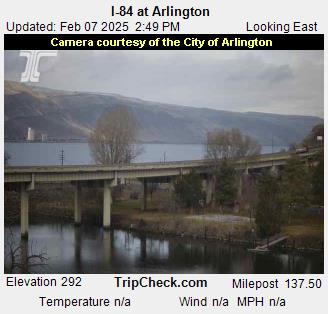 I-84 at Arlington
Updated: Feb 07 2025 2:49 PM Looking East
Camera courtesy of the City of Arlington
Elevation 292 TripCheck.com Milepost 137.50
Temperature n/a Wind n/a MPH n/a